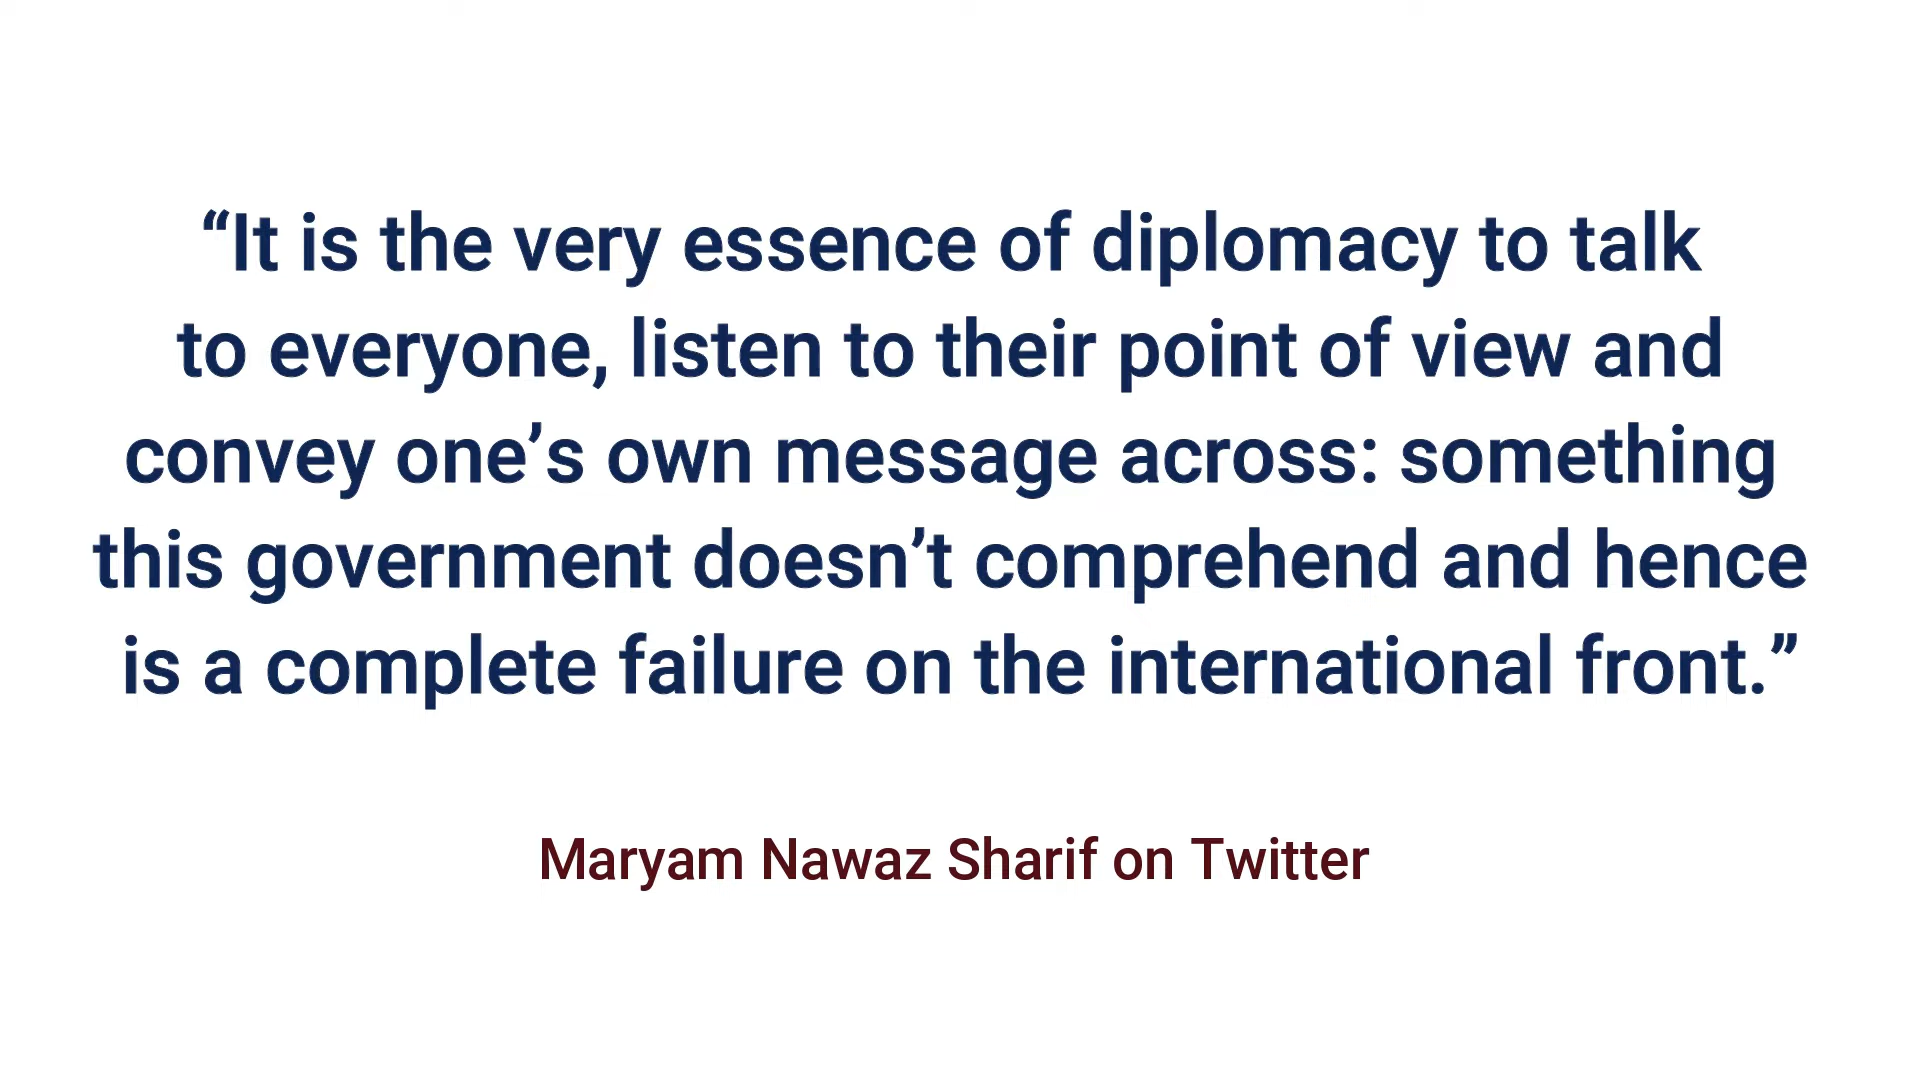 “It is the very essence of diplomacy to talk
to everyone, listen to their point of view and
convey one’s own message across: something
this government doesn’t comprehend and hence
is a complete failure on the international front.”
Maryam Nawaz Sharif on Twitter